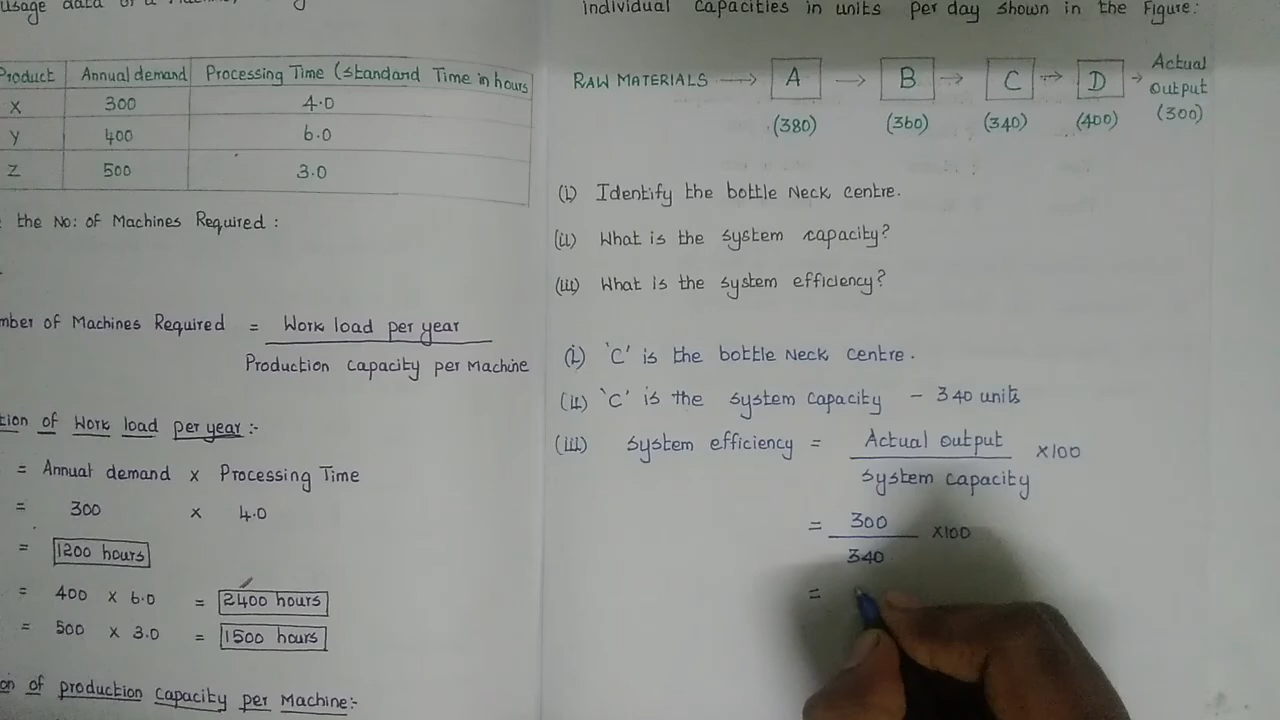 usage data
Product Annual demand Processing Time (Standard Time in hours
X 300 4.0
Y 400 6.0
Z 500 3.0
the No: of Machines Required :
mber of Machines Required = Work load per year
Production capacity per Machine
tion of Work load per year :-
= Annual demand x Processing Time
= 300 x 4.0
= 1200 hours
= 400 x 6.0 = 2400 hours
= 500 x 3.0 = 1500 hours
on of production capacity per Machine:-
individual capacities in units per day shown in the Figure:
RAW MATERIALS → A → B → C → D → Actual output
(380) (360) (340) (400) (300)
(i) Identify the bottle Neck centre.
(ii) What is the system capacity?
(iii) What is the system efficiency?
(i) 'C' is the bottle Neck centre.
(ii) 'C' is the system capacity - 340 units
(iii) system efficiency = Actual output x100
system capacity
= 300 x100
340
=